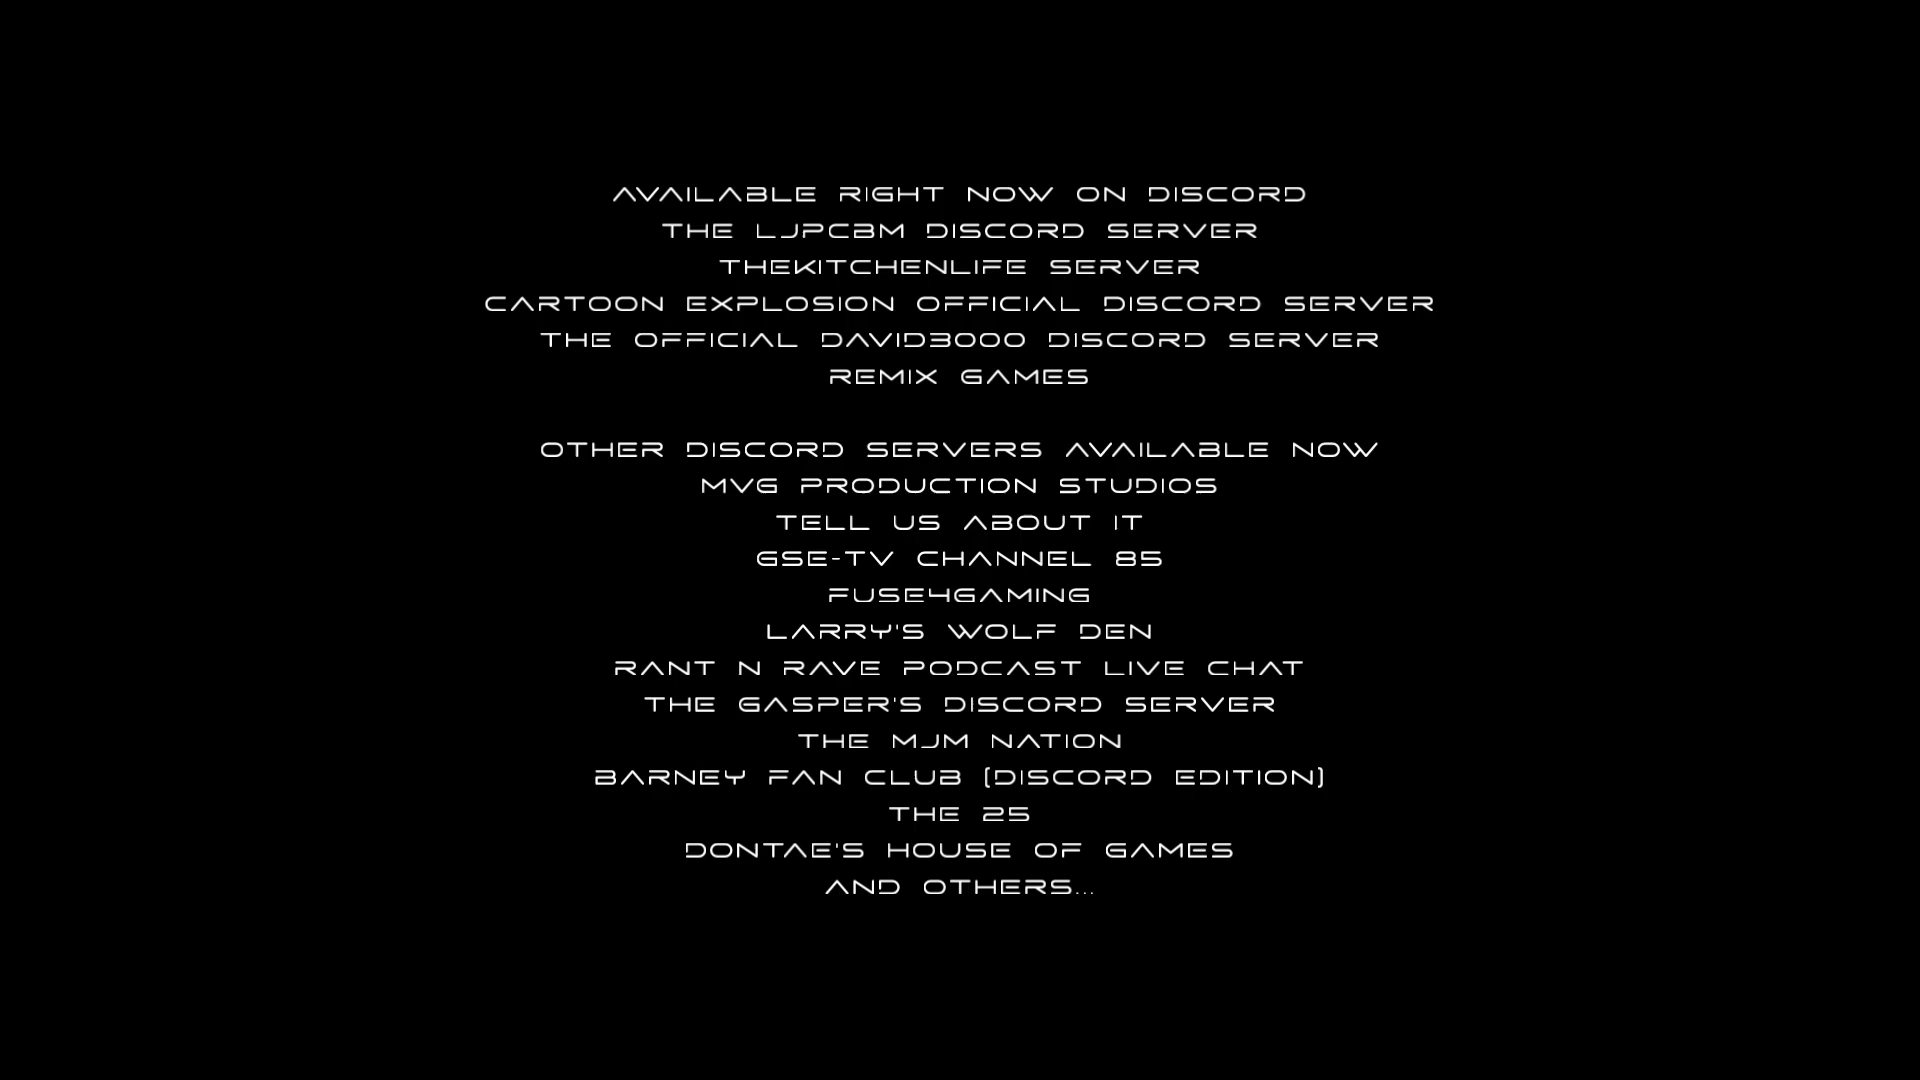 AVAILABLE RIGHT NOW ON DISCORD
THE LJPCBM DISCORD SERVER
THEKITCHENLIFE SERVER
CARTOON EXPLOSION OFFICIAL DISCORD SERVER
THE OFFICIAL DAVID3000 DISCORD SERVER
REMIX GAMES
OTHER DISCORD SERVERS AVAILABLE NOW
MVG PRODUCTION STUDIOS
TELL US ABOUT IT
GSE-TV CHANNEL 85
FUSE4GAMING
LARRY'S WOLF DEN
RANT N RAVE PODCAST LIVE CHAT
THE GASPER'S DISCORD SERVER
THE MJM NATION
BARNEY FAN CLUB (DISCORD EDITION)
THE 25
DONTAE'S HOUSE OF GAMES
AND OTHERS...